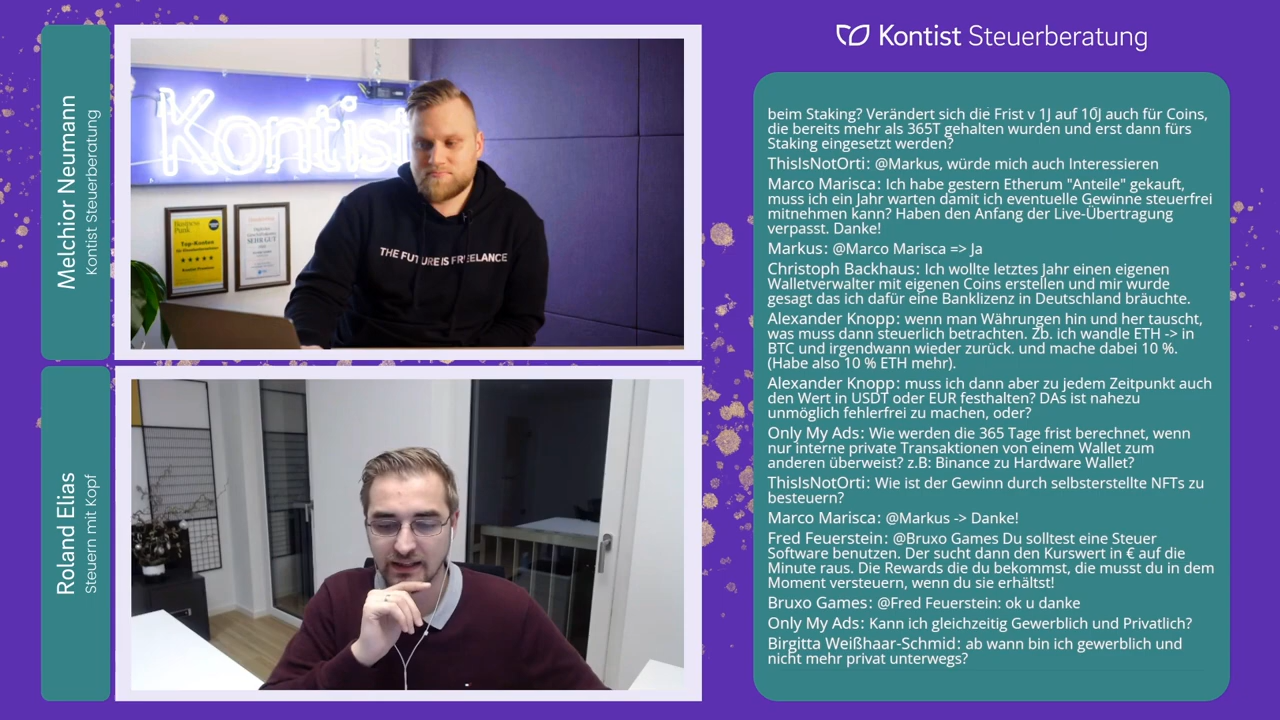 Melchior Neumann
Kontist Steuerberatung
Kontist
Business Punk
Top-Konten
SEHR GUT
THE FUTURE IS FREELANCE
Roland Elias
Steuern mit Kopf
Kontist Steuerberatung
beim Staking? Verändert sich die Frist v 1J auf 10J auch für Coins,
die bereits mehr als 365T gehalten wurden und erst dann fürs
Staking eingesetzt werden?
ThisIsNotOrti: @Markus, würde mich auch Interessieren
Marco Marisca: Ich habe gestern Etherum "Anteile" gekauft,
muss ich ein Jahr warten damit ich eventuelle Gewinne steuerfrei
mitnehmen kann? Haben den Anfang der Live-Übertragung
verpasst. Danke!
Markus: @Marco Marisca => Ja
Christoph Backhaus: Ich wollte letztes Jahr einen eigenen
Walletverwalter mit eigenen Coins erstellen und mir wurde
gesagt das ich dafür eine Banklizenz in Deutschland bräuchte.
Alexander Knopp: wenn man Währungen hin und her tauscht,
was muss dann steuerlich betrachten. Zb. ich wandle ETH -> in
BTC und irgendwann wieder zurück. und mache dabei 10 %.
(Habe also 10 % ETH mehr).
Alexander Knopp: muss ich dann aber zu jedem Zeitpunkt auch
den Wert in USDT oder EUR festhalten? DAs ist nahezu
unmöglich fehlerfrei zu machen, oder?
Only My Ads: Wie werden die 365 Tage frist berechnet, wenn
nur interne private Transaktionen von einem Wallet zum
anderen überweist? z.B: Binance zu Hardware Wallet?
ThisIsNotOrti: Wie ist der Gewinn durch selbsterstellte NFTs zu
besteuern?
Marco Marisca: @Markus -> Danke!
Fred Feuerstein: @Bruxo Games Du solltest eine Steuer
Software benutzen. Der sucht dann den Kurswert in € auf die
Minute raus. Die Rewards die du bekommst, die musst du in dem
Moment versteuern, wenn du sie erhältst!
Bruxo Games: @Fred Feuerstein: ok u danke
Only My Ads: Kann ich gleichzeitig Gewerblich und Privatlich?
Birgitta Weißhaar-Schmid: ab wann bin ich gewerblich und
nicht mehr privat unterwegs?